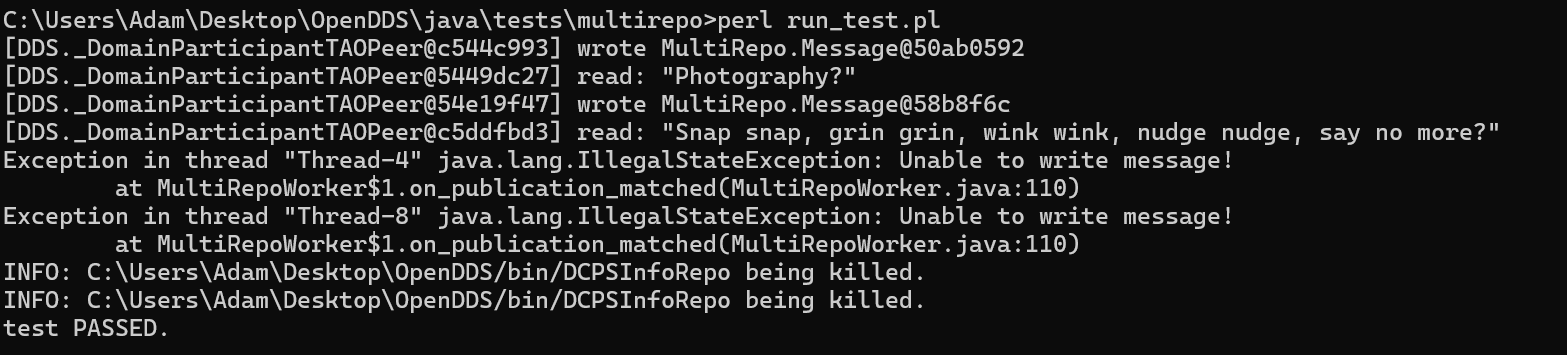 C:\Users\Adam\Desktop\OpenDDS\java\tests\multirepo>perl run_test.pl
[DDS._DomainParticipantTAOPeer@c544c993] wrote MultiRepo.Message@50ab0592
[DDS._DomainParticipantTAOPeer@5449dc27] read: "Photography?"
[DDS._DomainParticipantTAOPeer@54e19f47] wrote MultiRepo.Message@58b8f6c
[DDS._DomainParticipantTAOPeer@c5ddfbd3] read: "Snap snap, grin grin, wink wink, nudge nudge, say no more?"
Exception in thread "Thread-4" java.lang.IllegalStateException: Unable to write message!
        at MultiRepoWorker$1.on_publication_matched(MultiRepoWorker.java:110)
Exception in thread "Thread-8" java.lang.IllegalStateException: Unable to write message!
        at MultiRepoWorker$1.on_publication_matched(MultiRepoWorker.java:110)
INFO: C:\Users\Adam\Desktop\OpenDDS/bin/DCPSInfoRepo being killed.
INFO: C:\Users\Adam\Desktop\OpenDDS/bin/DCPSInfoRepo being killed.
test PASSED.